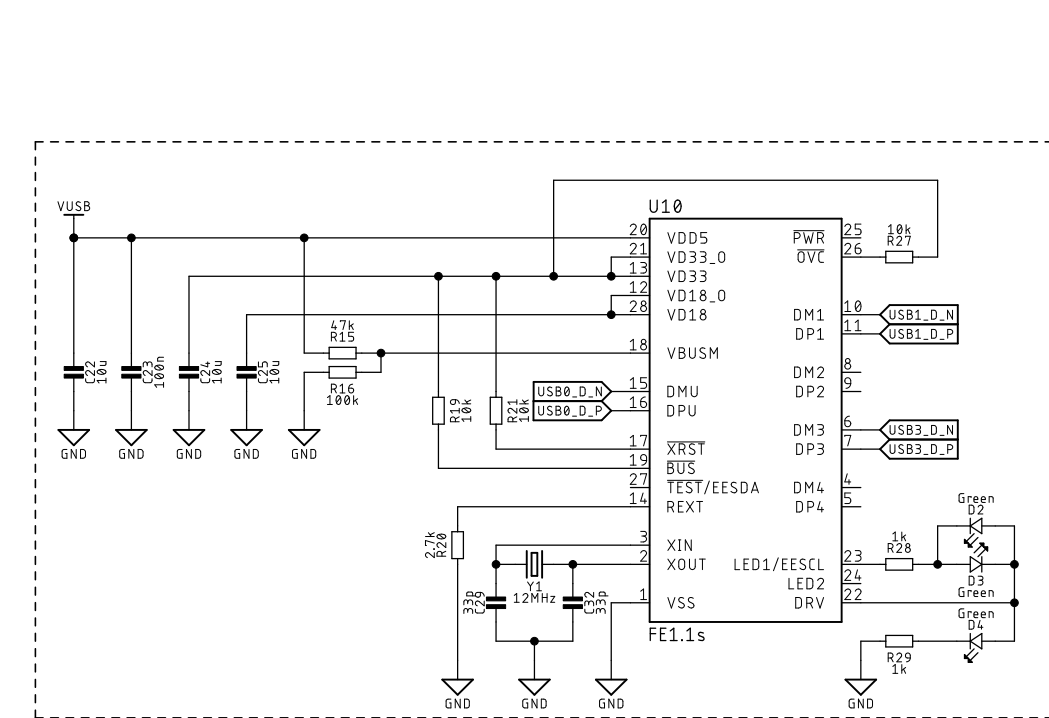 VUSB
C22
10u
GND
C23
100n
GND
C24
10u
GND
C25
10u
GND
47k
R15
R16
100k
GND
R19
10k
R21
10k
USB0_D_N
USB0_D_P
2.7k
R20
GND
33p
C29
Y1
12MHz
C32
33p
GND
GND
U10
20 VDD5
21 VD33_O
13 VD33
12 VD18_O
28 VD18
18 VBUSM
15 DMU
16 DPU
17 XRST
19 BUS
27 TEST/EESDA
14 REXT
3 XIN
2 XOUT
1 VSS
PWR 25
OVC 26
DM1 10
DP1 11
DM2 8
DP2 9
DM3 6
DP3 7
DM4 4
DP4 5
LED1/EESCL 23
LED2 24
DRV 22
FE1.1s
10k
R27
USB1_D_N
USB1_D_P
USB3_D_N
USB3_D_P
Green
D2
1k
R28
D3
Green
Green
D4
R29
1k
GND